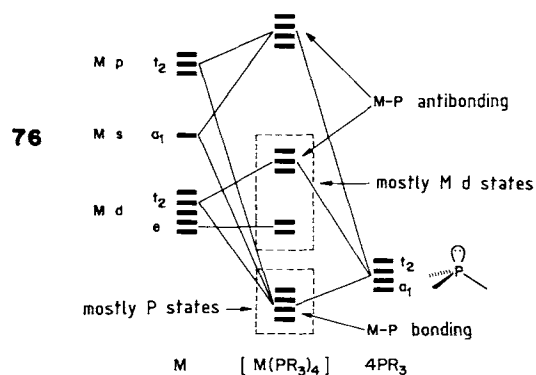 M p t₂
M-P antibonding
76
M s a₁
mostly M d states
M d t₂
e
t₂
a₁
P
mostly P states
M-P bonding
M [M(PR₃)₄] 4PR₃